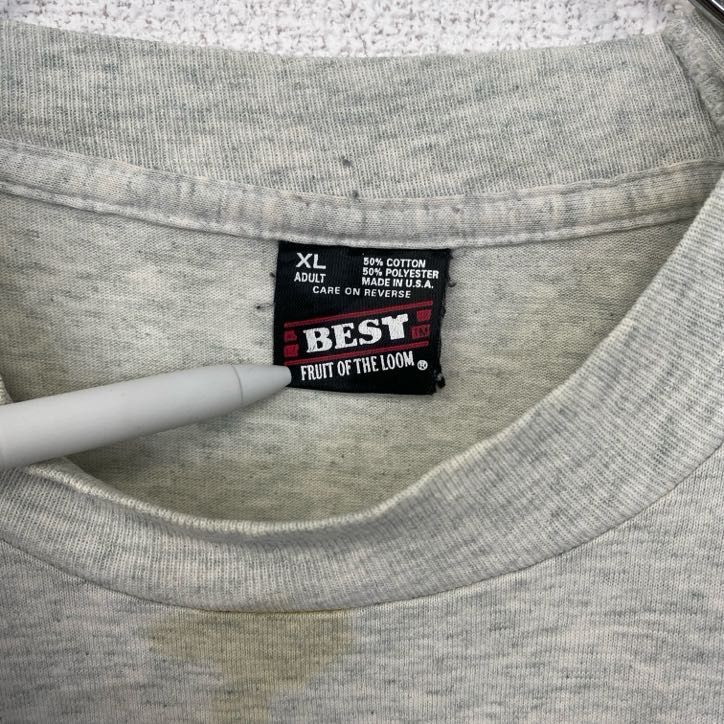 XL
ADULT
50% COTTON
50% POLYESTER
MADE IN U.S.A.
CARE ON REVERSE
BEST
FRUIT OF THE LOOM ®